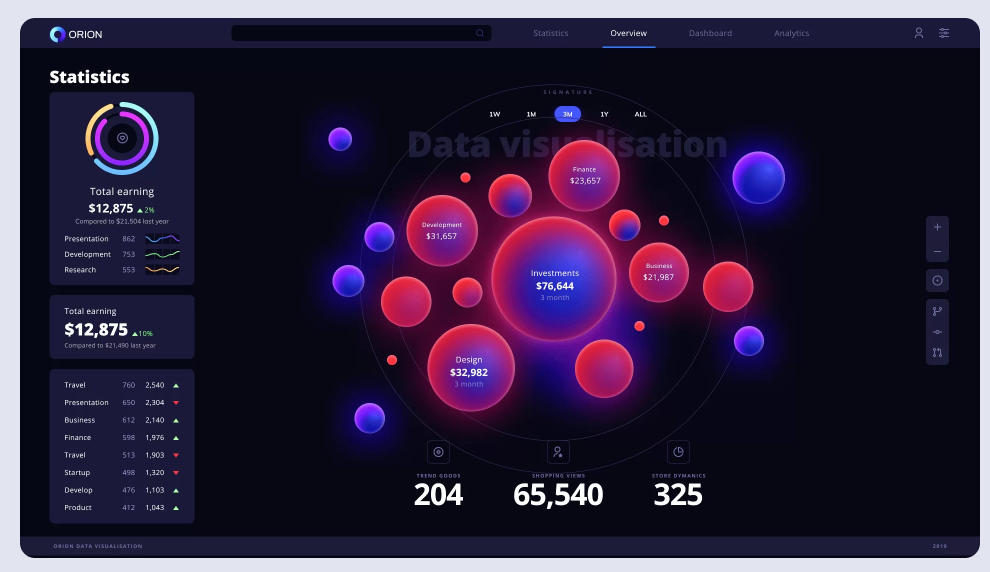 ORION
Statistics
Overview
Dashboard
Analytics
Statistics
Total earning
$12,875 2%
Compared to $21,504 last year
Presentation 862
Development 753
Research 553
Total earning
$12,875 10%
Compared to $21,490 last year
Travel 760 2,540
Presentation 650 2,304
Business 612 2,140
Finance 598 1,976
Travel 513 1,903
Startup 498 1,320
Develop 476 1,103
Product 412 1,043
SIGNATURE
1W 1M 3M 1Y ALL
Data visualisation
Finance
$23,657
Development
$31,657
Business
$21,987
Investments
$76,644
3 month
Design
$32,982
3 month
TREND GOODS
204
SHOPPING VIEWS
65,540
STORE DYMANICS
325
ORION DATA VISUALISATION
2019